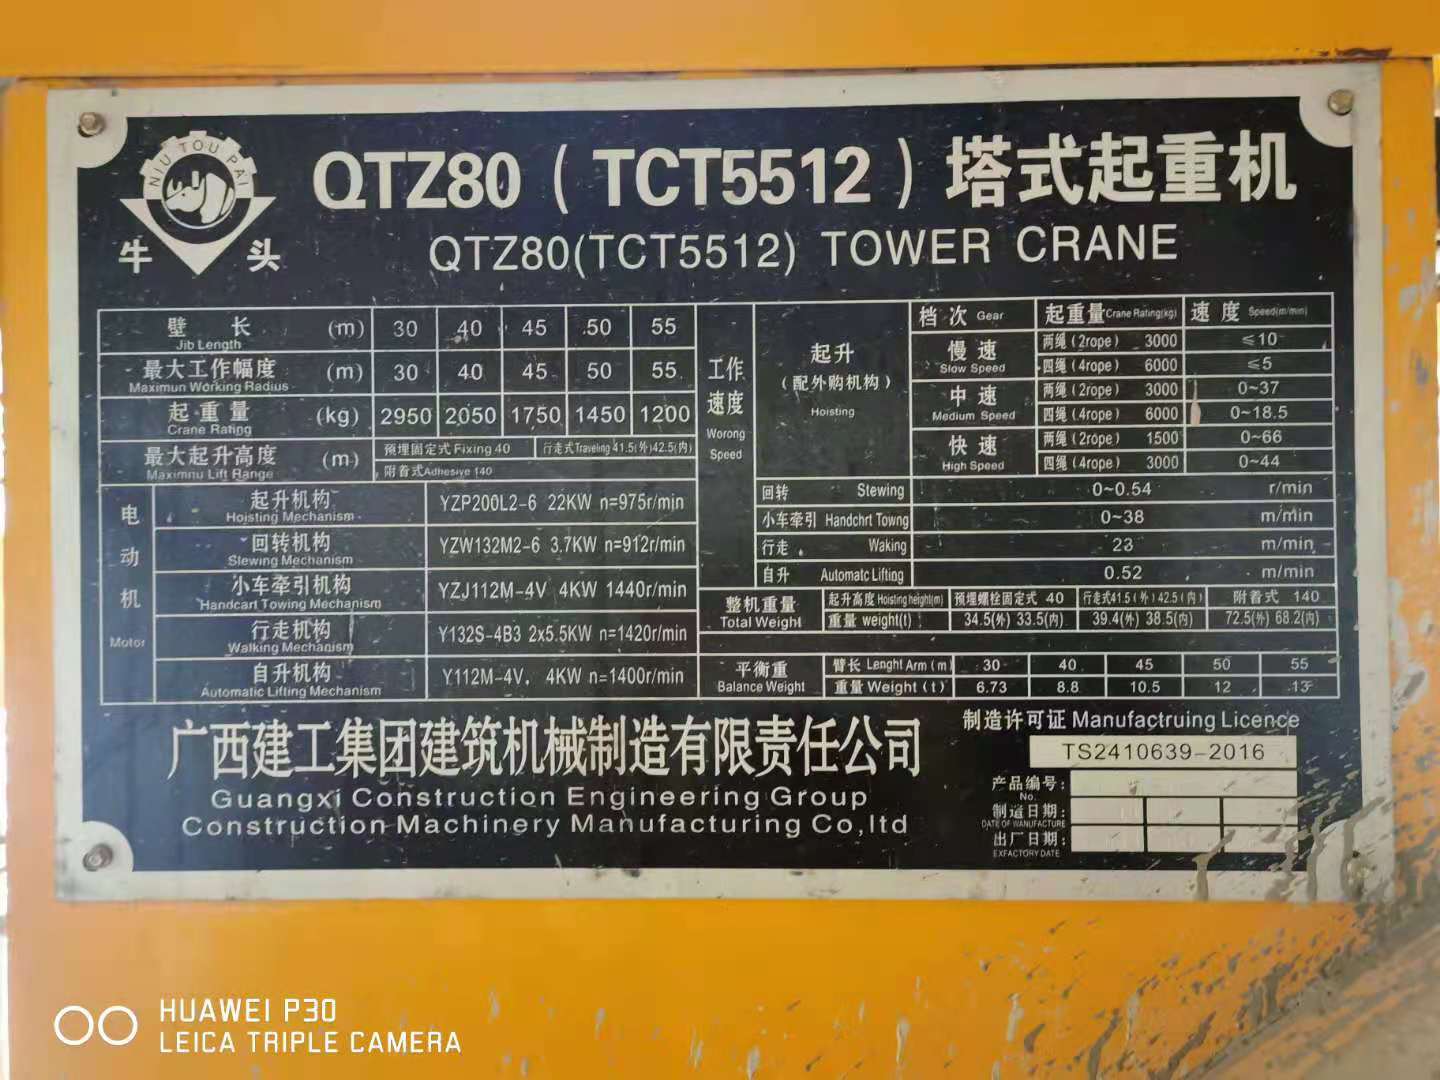 NIU TOU PAI
牛 头
QTZ80（TCT5512）塔式起重机
QTZ80(TCT5512) TOWER CRANE
壁 长 (m) 30 40 45 50 55
Jib Length
最大工作幅度 (m) 30 40 45 50 55
Maximun Working Radius
起重量 (kg) 2950 2050 1750 1450 1200
Crane Rating
最大起升高度 (m) 预埋固定式 Fixing 40 行走式 Traveling 41.5(外)42.5(内)
Maximnu Lift Range 附着式Adhesive 140
电动机 Motor
起升机构 YZP200L2-6 22KW n=975r/min
Hoisting Mechanism
回转机构 YZW132M2-6 3.7KW n=912r/min
Slewing Mechanism
小车牵引机构 YZJ112M-4V 4KW 1440r/min
Handcart Towing Mechanism
行走机构 Y132S-4B3 2x5.5KW n=1420r/min
Walking Mechanism
自升机构 Y112M-4V, 4KW n=1400r/min
Automatic Lifting Mechanism
工作速度 Worong Speed
起升
(配外购机构)
Hoisting
档次 Gear 起重量Crane Rating(kg) 速度 Speed(m/min)
慢速 两绳 (2rope) 3000 ≤10
Slow Speed 四绳 (4rope) 6000 ≤5
中速 两绳 (2rope) 3000 0~37
Medium Speed 四绳 (4rope) 6000 0~18.5
快速 两绳 (2rope) 1500 0~66
High Speed 四绳 (4rope) 3000 0~44
回转 Stewing 0~0.54 r/min
小车牵引 Handchrt Towng 0~38 m/min
行走 Waking 23 m/min
自升 Automatc Lifting 0.52 m/min
整机重量 起升高度 Hoisting height(m) 预埋螺栓固定式 40 行走式41.5(外)42.5(内) 附着式 140
Total Weight 重量 weight(t) 34.5(外) 33.5(内) 39.4(外) 38.5(内) 72.5(外) 68.2(内)
平衡重 臂长 Lenght Arm (m) 30 40 45 50 55
Balance Weight 重量 Weight (t) 6.73 8.8 10.5 12 13
广西建工集团建筑机械制造有限责任公司
Guangxi Construction Engineering Group
Construction Machinery Manufacturing Co,ltd
制造许可证 Manufactruing Licence
TS2410639-2016
产品编号:
No.
制造日期:
DATE OF WANUFACTURE
出厂日期:
EXFACTORY DATE
HUAWEI P30
LEICA TRIPLE CAMERA